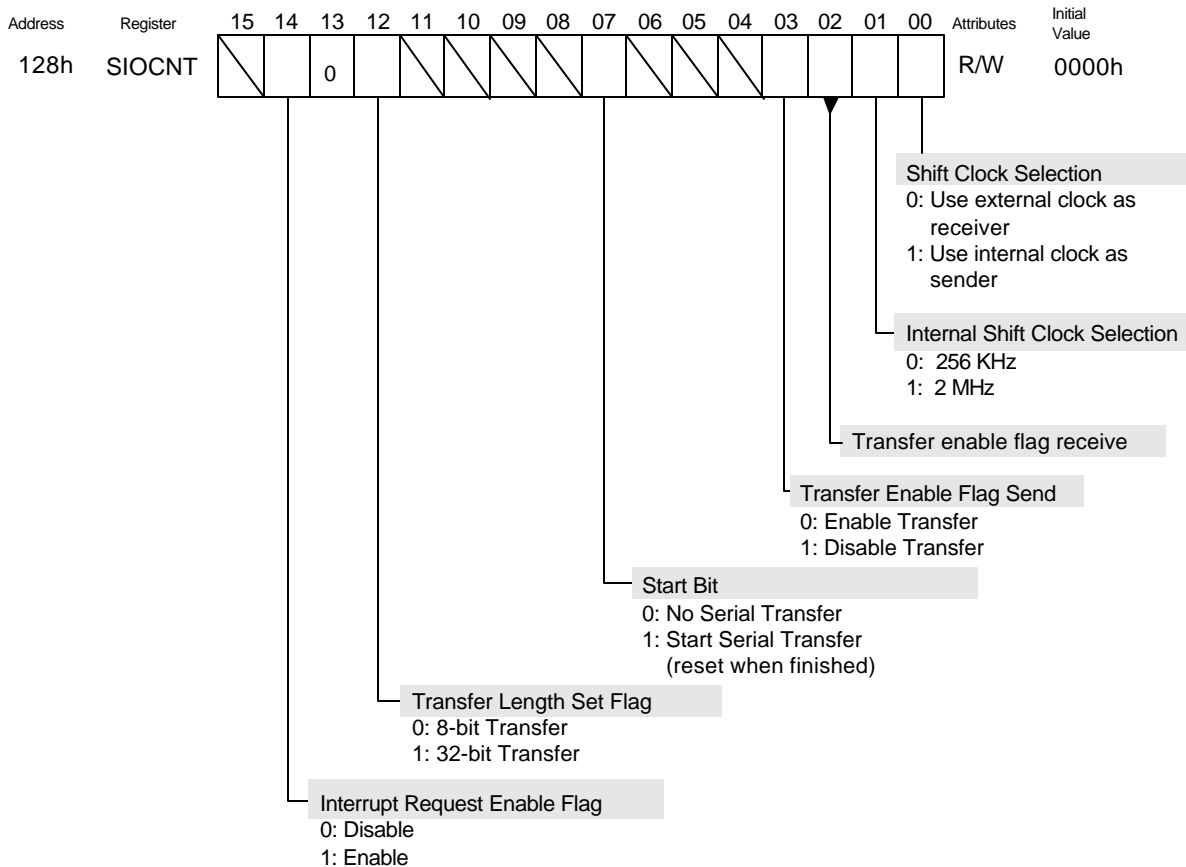 Address Register 15 14 13 12 11 10 09 08 07 06 05 04 03 02 01 00 Attributes Initial Value
128h SIOCNT 0 R/W 0000h
Shift Clock Selection
0: Use external clock as
receiver
1: Use internal clock as
sender
Internal Shift Clock Selection
0: 256 KHz
1: 2 MHz
Transfer enable flag receive
Transfer Enable Flag Send
0: Enable Transfer
1: Disable Transfer
Start Bit
0: No Serial Transfer
1: Start Serial Transfer
(reset when finished)
Transfer Length Set Flag
0: 8-bit Transfer
1: 32-bit Transfer
Interrupt Request Enable Flag
0: Disable
1: Enable